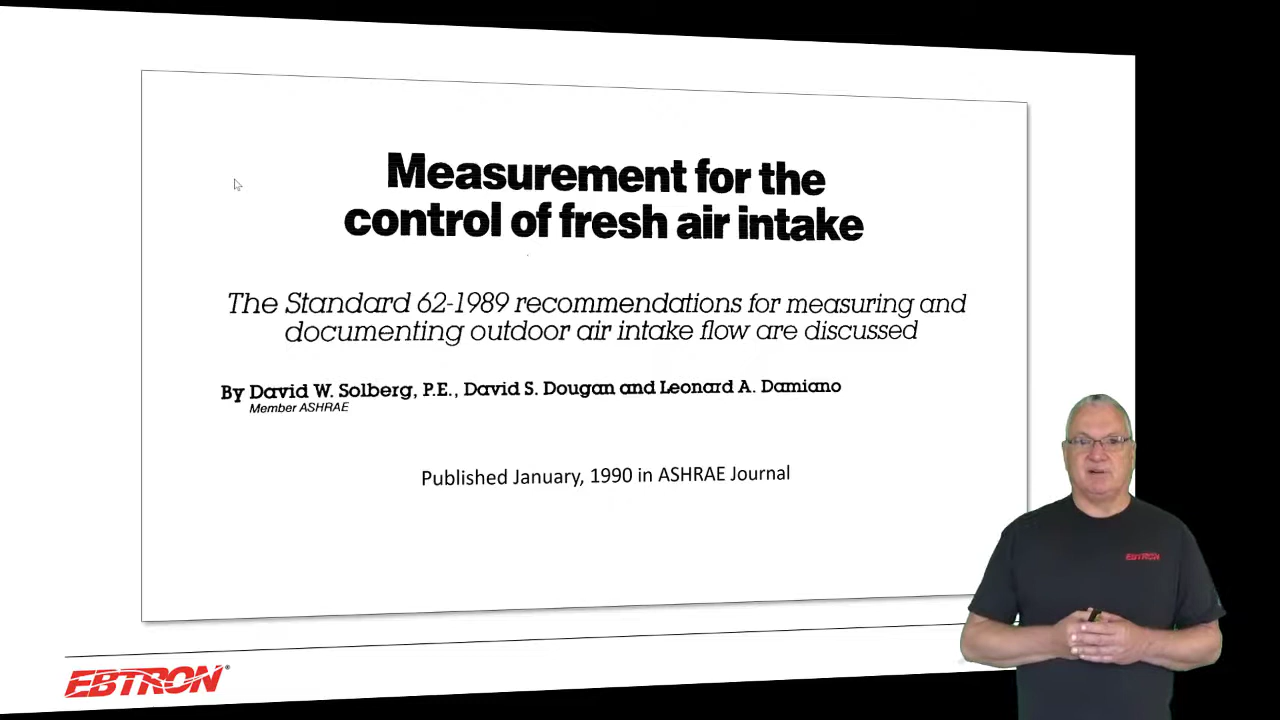 Measurement for the
control of fresh air intake
The Standard 62-1989 recommendations for measuring and
documenting outdoor air intake flow are discussed
By David W. Solberg, P.E., David S. Dougan and Leonard A. Damiano
Member ASHRAE
Published January, 1990 in ASHRAE Journal
EBTRON
EBTRON®